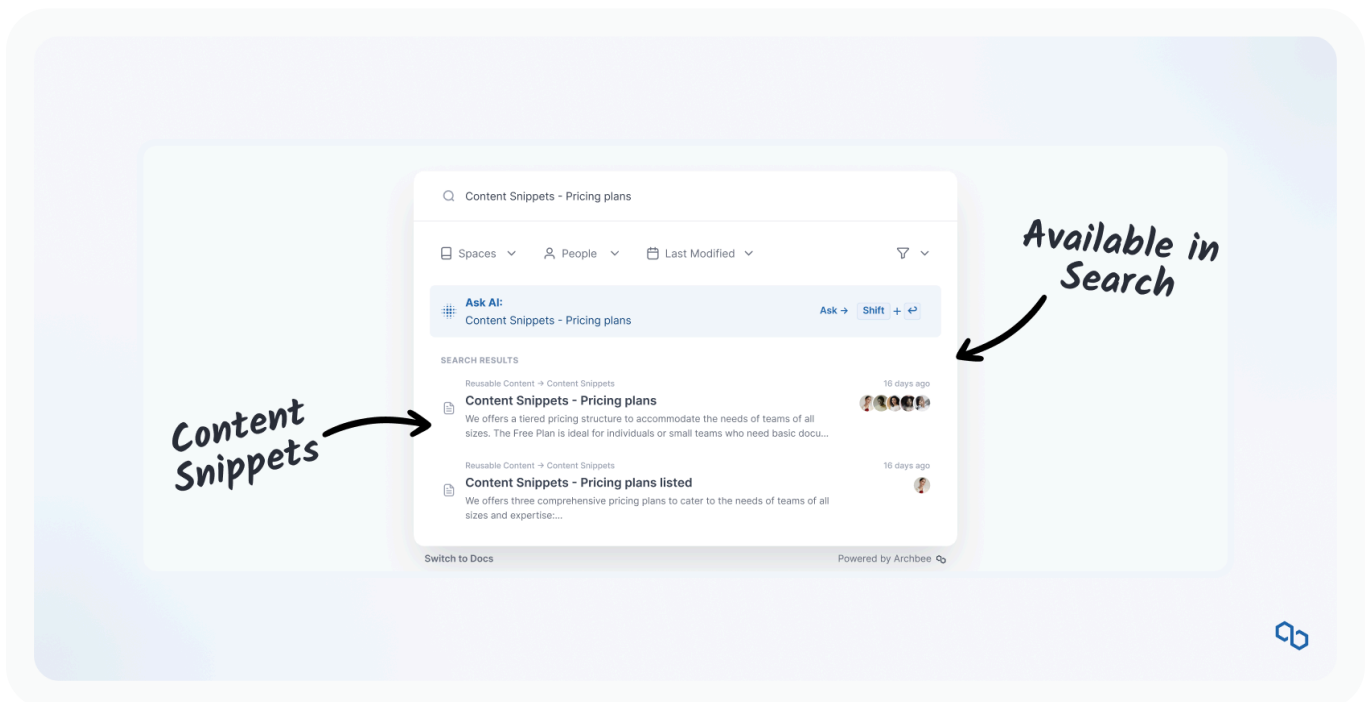 Content Snippets - Pricing plans
Spaces
People
Last Modified
Ask AI:
Content Snippets - Pricing plans
Ask → Shift + ↩
SEARCH RESULTS
Reusable Content → Content Snippets
16 days ago
Content Snippets - Pricing plans
We offers a tiered pricing structure to accommodate the needs of teams of all
sizes. The Free Plan is ideal for individuals or small teams who need basic docu...
Reusable Content → Content Snippets
16 days ago
Content Snippets - Pricing plans listed
We offers three comprehensive pricing plans to cater to the needs of teams of all
sizes and expertise:...
Switch to Docs
Powered by Archbee
Content
Snippets
Available in
Search